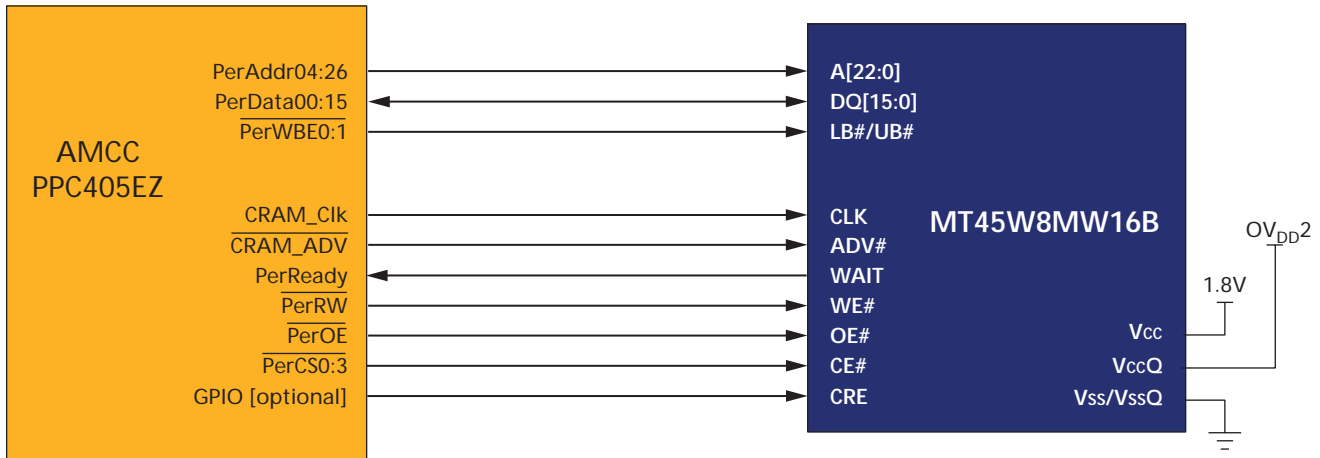 AMCC
PPC405EZ
PerAddr04:26
PerData00:15
PerWBE0:1
CRAM_Clk
CRAM_ADV
PerReady
PerRW
PerOE
PerCS0:3
GPIO [optional]
A[22:0]
DQ[15:0]
LB#/UB#
CLK
ADV#
WAIT
WE#
OE#
CE#
CRE
MT45W8MW16B
Vcc
VccQ
Vss/VssQ
1.8V
OVDD2